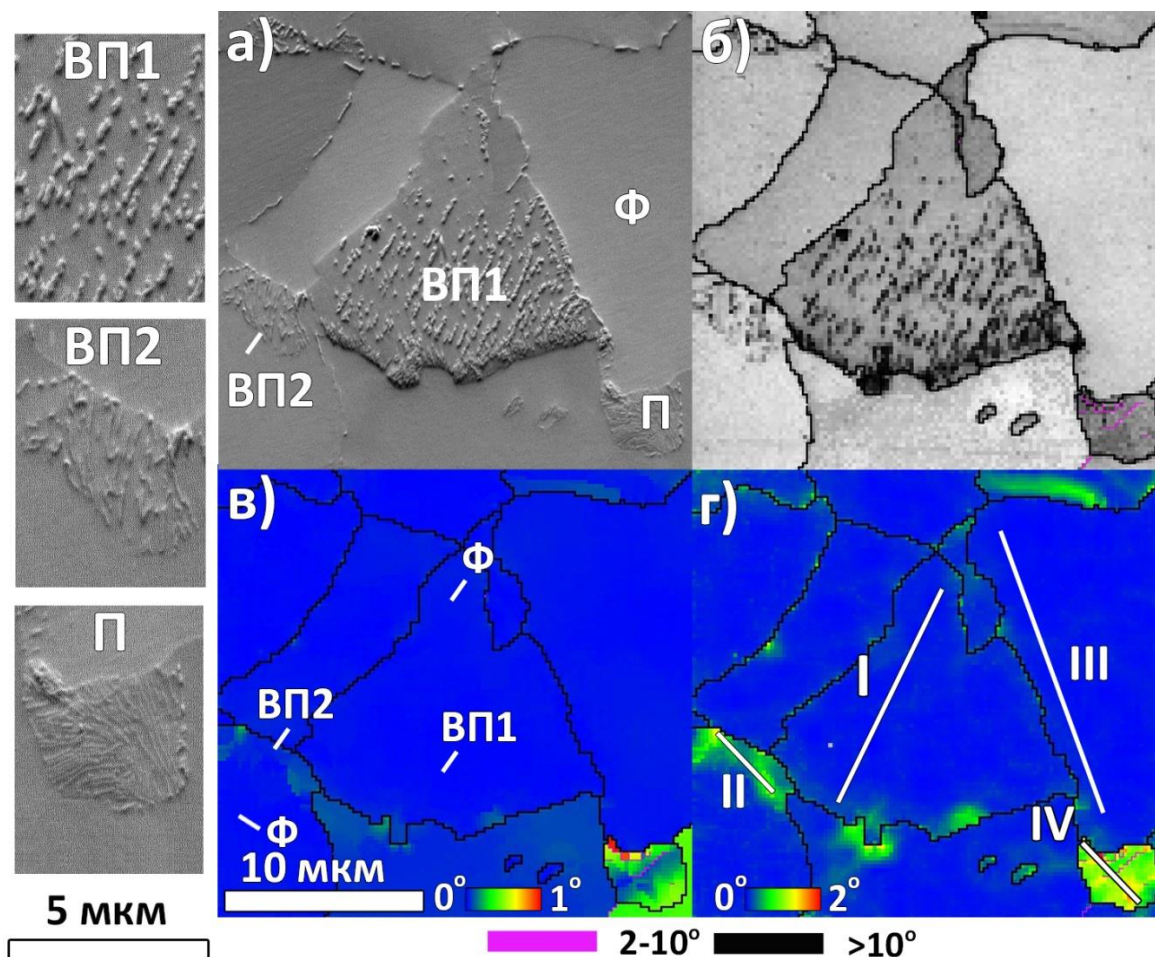 ВП1
ВП2
П
5 мкм
а)
Ф
ВП1
ВП2
П
б)
в)
Ф
ВП2
ВП1
Ф
10 мкм
0° 1°
г)
I
III
II
IV
0° 2°
2-10° >10°